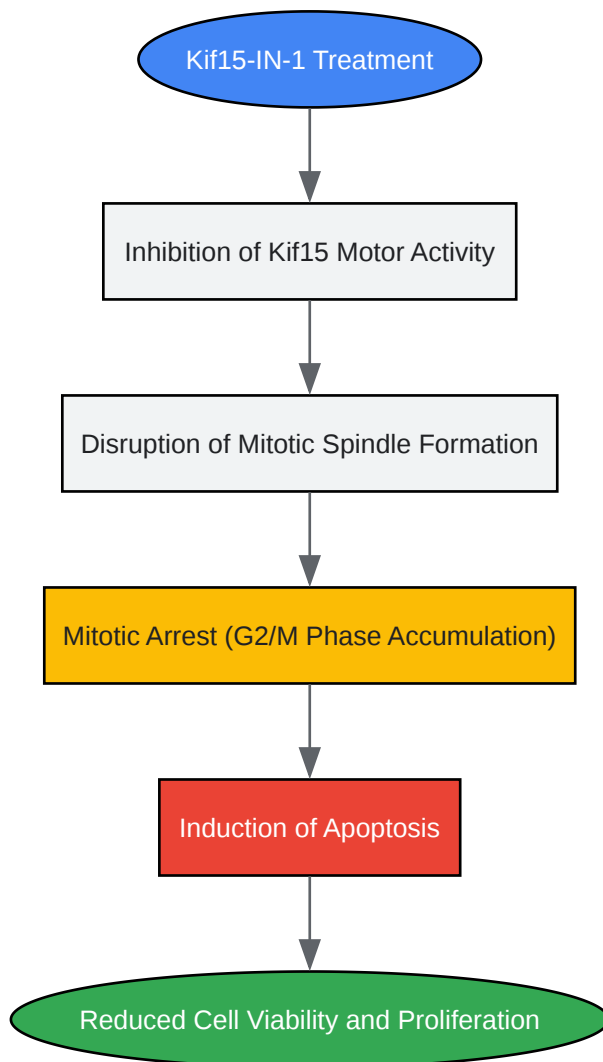 Kif15-IN-1 Treatment
Inhibition of Kif15 Motor Activity
Disruption of Mitotic Spindle Formation
Mitotic Arrest (G2/M Phase Accumulation)
Induction of Apoptosis
Reduced Cell Viability and Proliferation